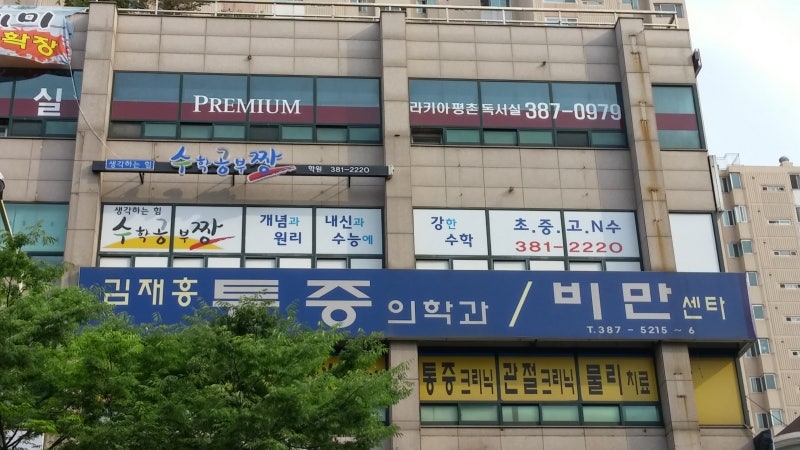 확장
실
PREMIUM
라키아평촌독서실 387-0979
생각하는 힘 수학공부짱 학원 381-2220
생각하는 힘
수학공부짱
개념과
원리
내신과
수능에
강한
수학
초.중.고.N수
381-2220
김재홍 통증의학과 / 비만센타
T.387 - 5215 ~ 6
통증크리닉 관절크리닉 물리치료